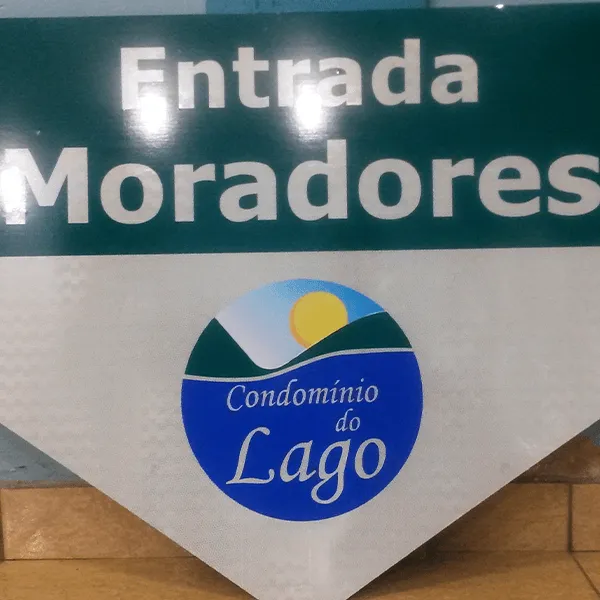 Entrada
Moradores
Condomínio
do
Lago